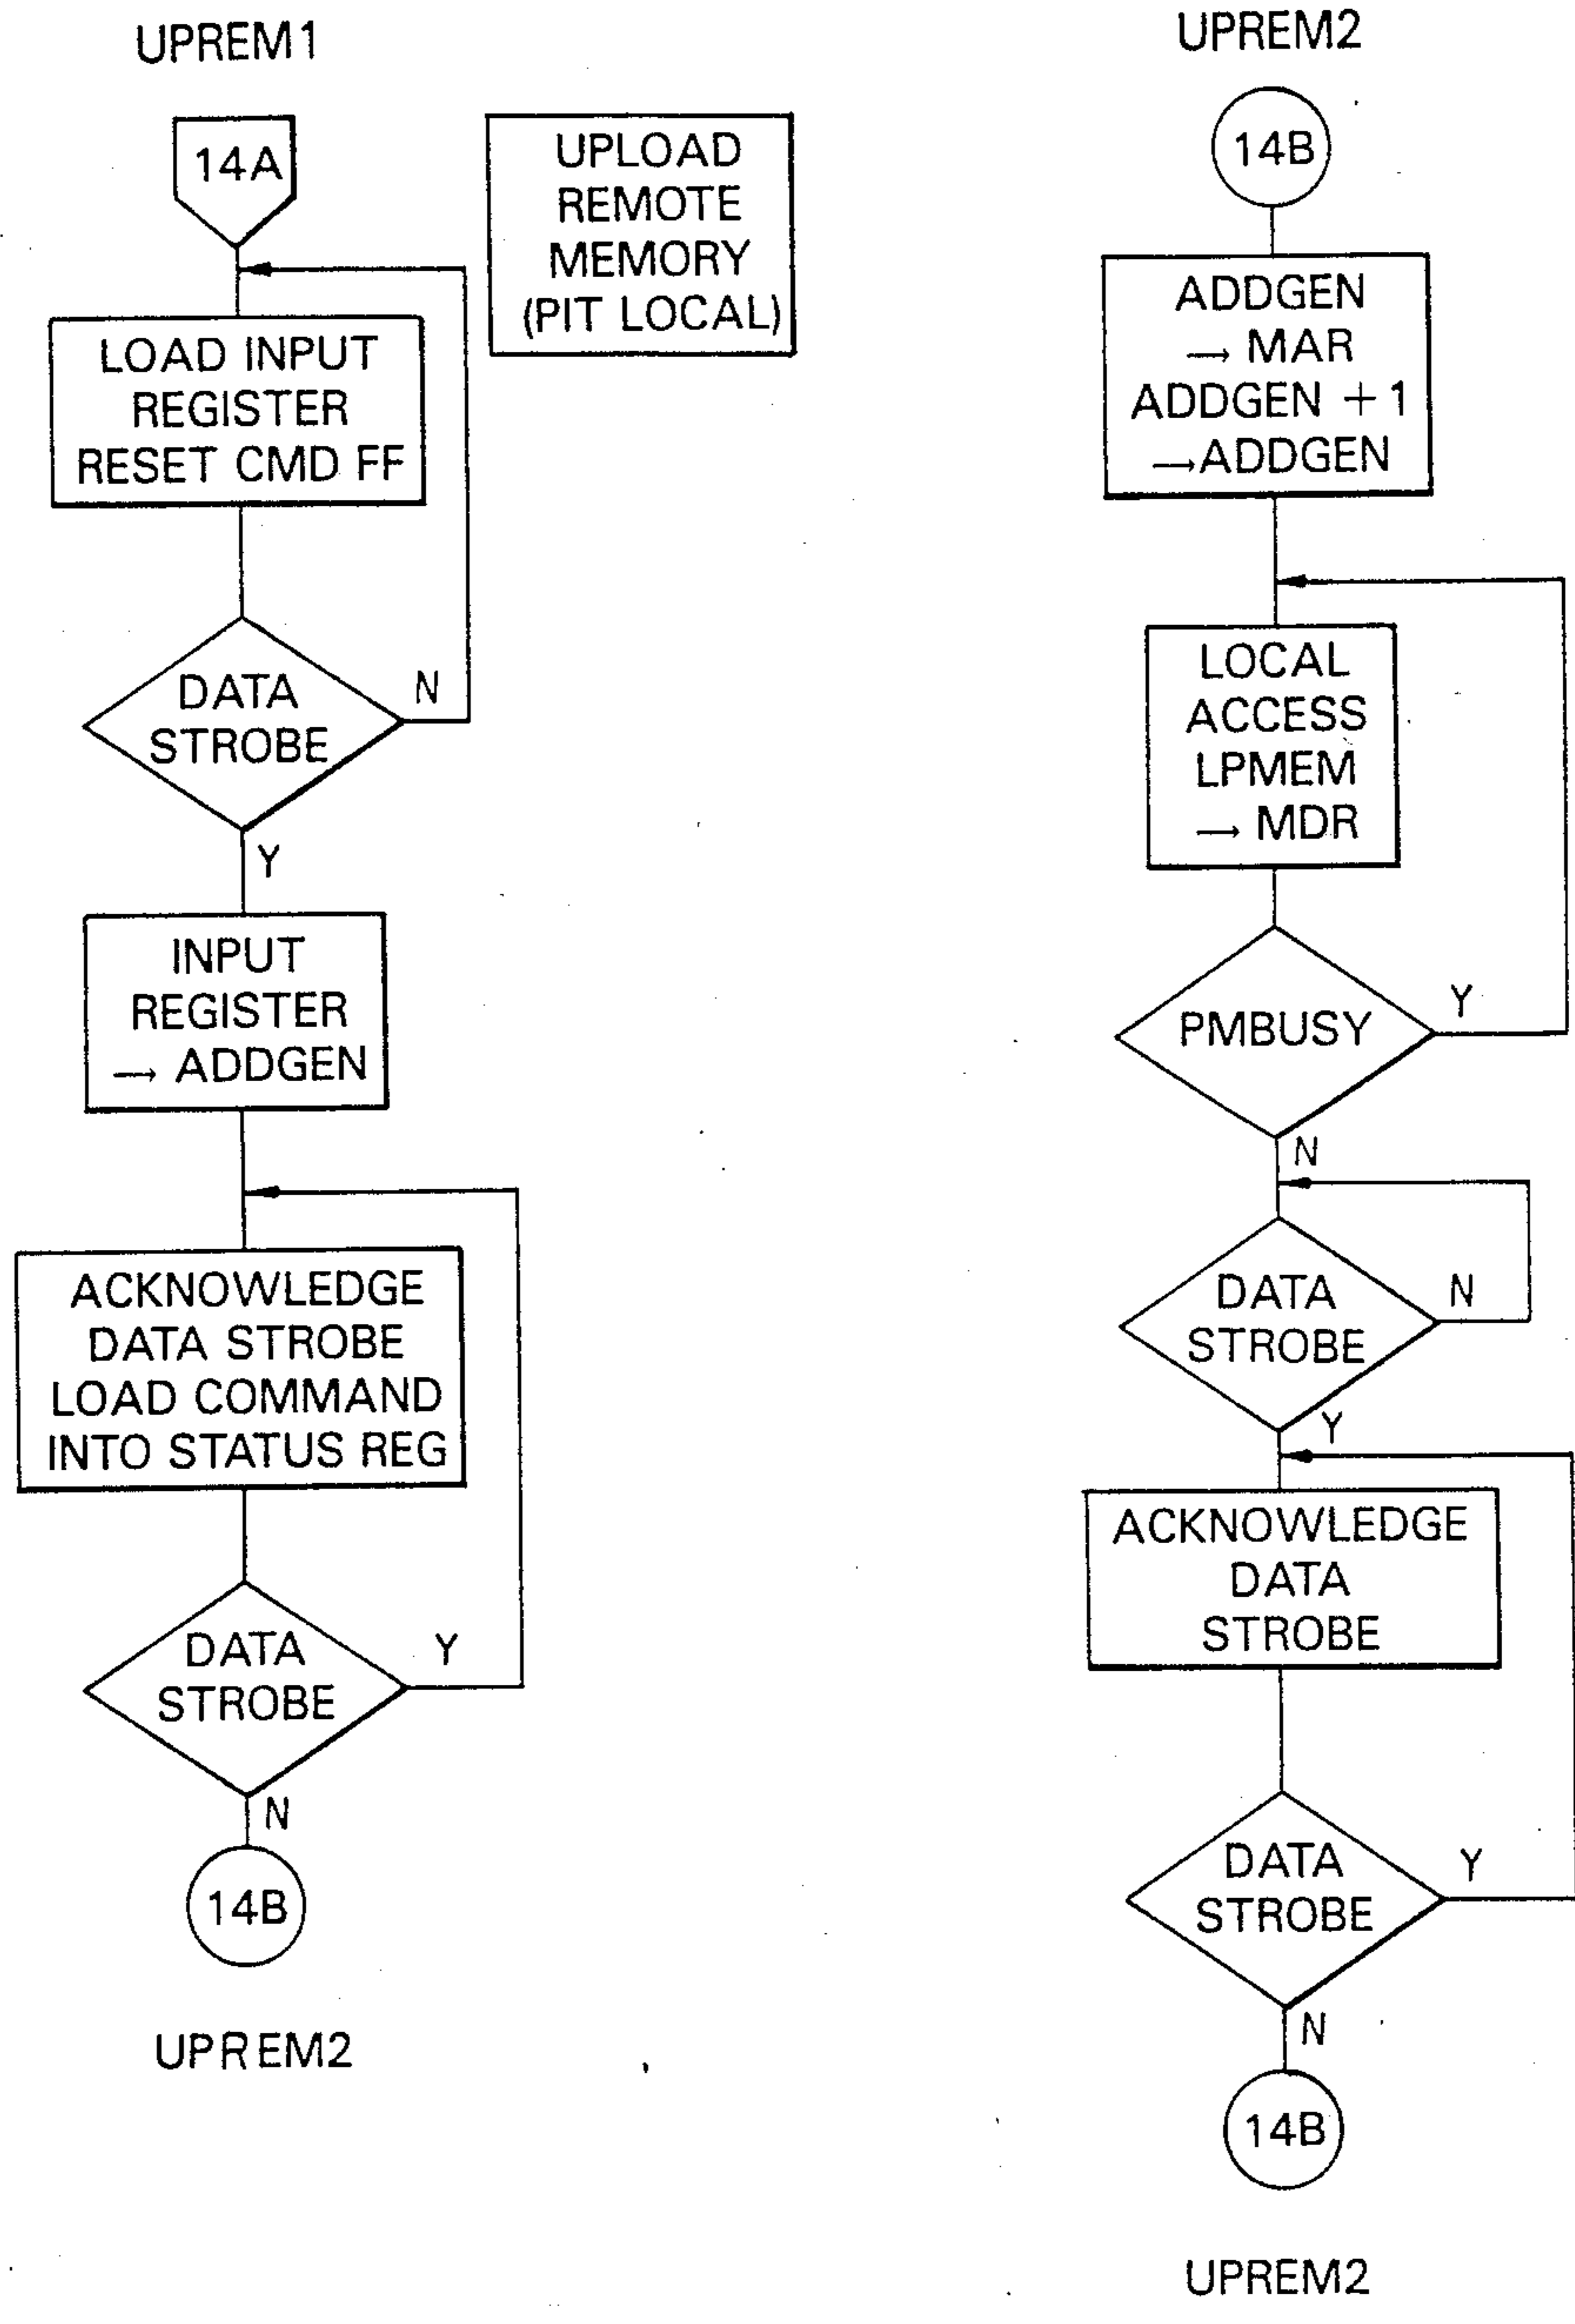 UPREM1
14A
UPLOAD
REMOTE
MEMORY
(PIT LOCAL)
LOAD INPUT
REGISTER
RESET CMD FF
DATA
STROBE
N
Y
INPUT
REGISTER
→ ADDGEN
ACKNOWLEDGE
DATA STROBE
LOAD COMMAND
INTO STATUS REG
DATA
STROBE
Y
N
14B
UPREM2
UPREM2
14B
ADDGEN
→ MAR
ADDGEN + 1
→ADDGEN
LOCAL
ACCESS
LPMEM
→ MDR
PMBUSY
Y
N
DATA
STROBE
N
Y
ACKNOWLEDGE
DATA
STROBE
DATA
STROBE
Y
N
14B
UPREM2